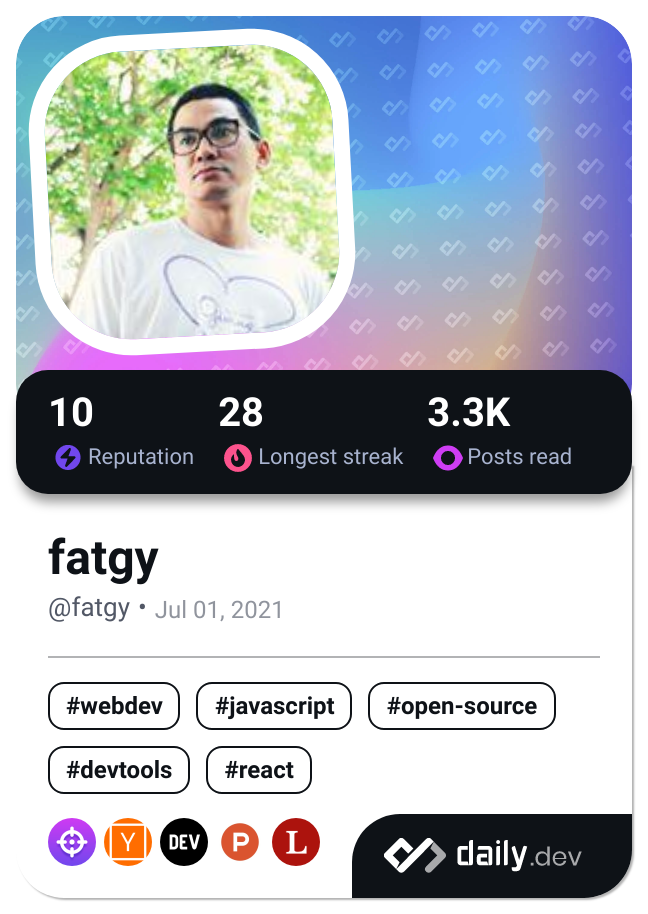 10 28 3.3K
Reputation Longest streak Posts read
fatgy
@fatgy • Jul 01, 2021
#webdev #javascript #open-source
#devtools #react
Y DEV P L
daily.dev